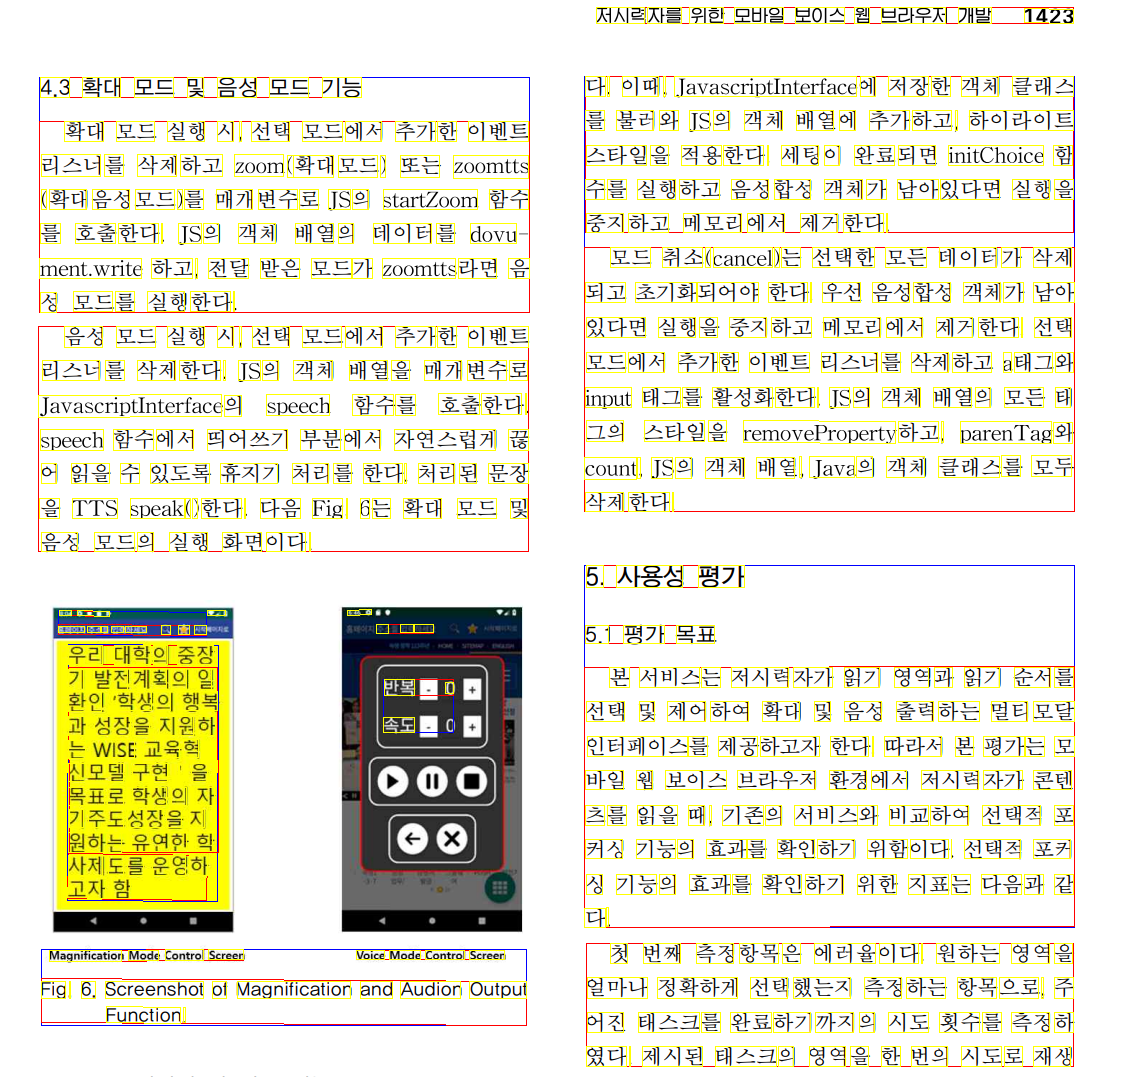 저시력자를 위한 모바일 보이스 웹 브라우저 개발 1423
4.3 확대 모드 및 음성 모드 기능
확대 모드 실행 시, 선택 모드에서 추가한 이벤트
리스너를 삭제하고 zoom(확대모드) 또는 zoomtts
(확대음성모드)를 매개변수로 JS의 startZoom 함수
를 호출한다. JS의 객체 배열의 데이터를 dovu-
ment.write 하고, 전달 받은 모드가 zoomtts라면 음
성 모드를 실행한다.
음성 모드 실행 시, 선택 모드에서 추가한 이벤트
리스너를 삭제한다. JS의 객체 배열을 매개변수로
JavascriptInterface의 speech 함수를 호출한다.
speech 함수에서 띄어쓰기 부분에서 자연스럽게 끊
어 읽을 수 있도록 휴지기 처리를 한다. 처리된 문장
을 TTS speak()한다. 다음 Fig. 6는 확대 모드 및
음성 모드의 실행 화면이다.
우리 대학의 중장
기 발전계획의 일
환인 '학생의 행복
과 성장을 지원하
는 WISE 교육혁
신모델 구현 ' 을
목표로 학생의 자
기주도성장을 지
원하는 유연한 학
사제도를 운영하
고자 함
홈페이지
시작페이지로
HOME SITEMAP ENGLISH
반복 - 0 +
속도 - 0 +
Magnification Mode Control Screen
Voice Mode Control Screen
Fig. 6. Screenshot of Magnification and Audion Output
Function.
다. 이때, JavascriptInterface에 저장한 객체 클래스
를 불러와 JS의 객체 배열에 추가하고, 하이라이트
스타일을 적용한다. 세팅이 완료되면 initChoice 함
수를 실행하고 음성합성 객체가 남아있다면 실행을
중지하고 메모리에서 제거한다.
모드 취소(cancel)는 선택한 모든 데이터가 삭제
되고 초기화되어야 한다. 우선 음성합성 객체가 남아
있다면 실행을 중지하고 메모리에서 제거한다. 선택
모드에서 추가한 이벤트 리스너를 삭제하고 a태그와
input 태그를 활성화한다. JS의 객체 배열의 모든 태
그의 스타일을 removeProperty하고, parenTag와
count, JS의 객체 배열, Java의 객체 클래스를 모두
삭제한다.
5. 사용성 평가
5.1 평가 목표
본 서비스는 저시력자가 읽기 영역과 읽기 순서를
선택 및 제어하여 확대 및 음성 출력하는 멀티모달
인터페이스를 제공하고자 한다. 따라서 본 평가는 모
바일 웹 보이스 브라우저 환경에서 저시력자가 콘텐
츠를 읽을 때, 기존의 서비스와 비교하여 선택적 포
커싱 기능의 효과를 확인하기 위함이다. 선택적 포커
싱 기능의 효과를 확인하기 위한 지표는 다음과 같
다.
첫 번째 측정항목은 에러율이다. 원하는 영역을
얼마나 정확하게 선택했는지 측정하는 항목으로, 주
어진 태스크를 완료하기까지의 시도 횟수를 측정하
였다. 제시된 태스크의 영역을 한 번의 시도로 재생